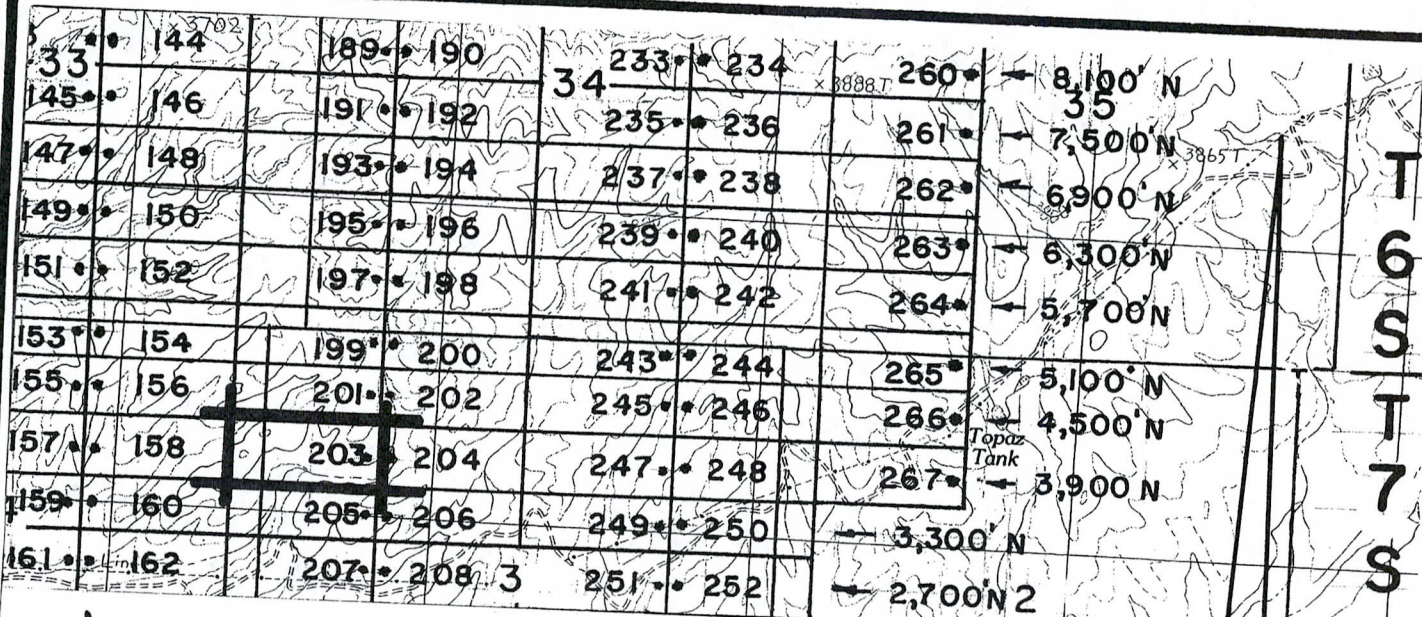 144 3702 189 190 233 234 260 8,100' N
33 34 3888T 35
145 146 191 192 235 236 261 7,500' N
147 148 193 194 237 238 262 6,900' N 3865T
149 150 195 196 239 240 263 6,300' N
151 152 197 198 241 242 264 5,700' N
153 154 199 200 243 244 265 5,100' N
155 156 201 202 245 246 266 4,500' N
Topaz
Tank
157 158 203 204 247 248 267 3,900 N
159 160 205 206 249 250 3,300' N
161 162 207 208 3 251 252 2,700' N 2
T
6
S
T
7
S